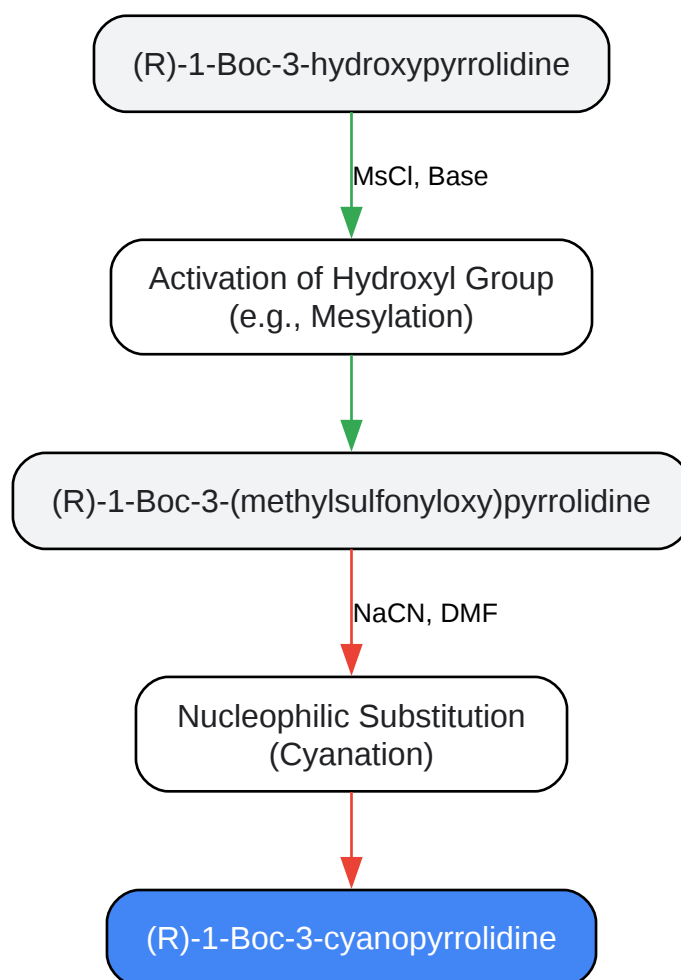 (R)-1-Boc-3-hydroxypyrrolidine
MsCl, Base
Activation of Hydroxyl Group
(e.g., Mesylation)
(R)-1-Boc-3-(methylsulfonyloxy)pyrrolidine
NaCN, DMF
Nucleophilic Substitution
(Cyanation)
(R)-1-Boc-3-cyanopyrrolidine